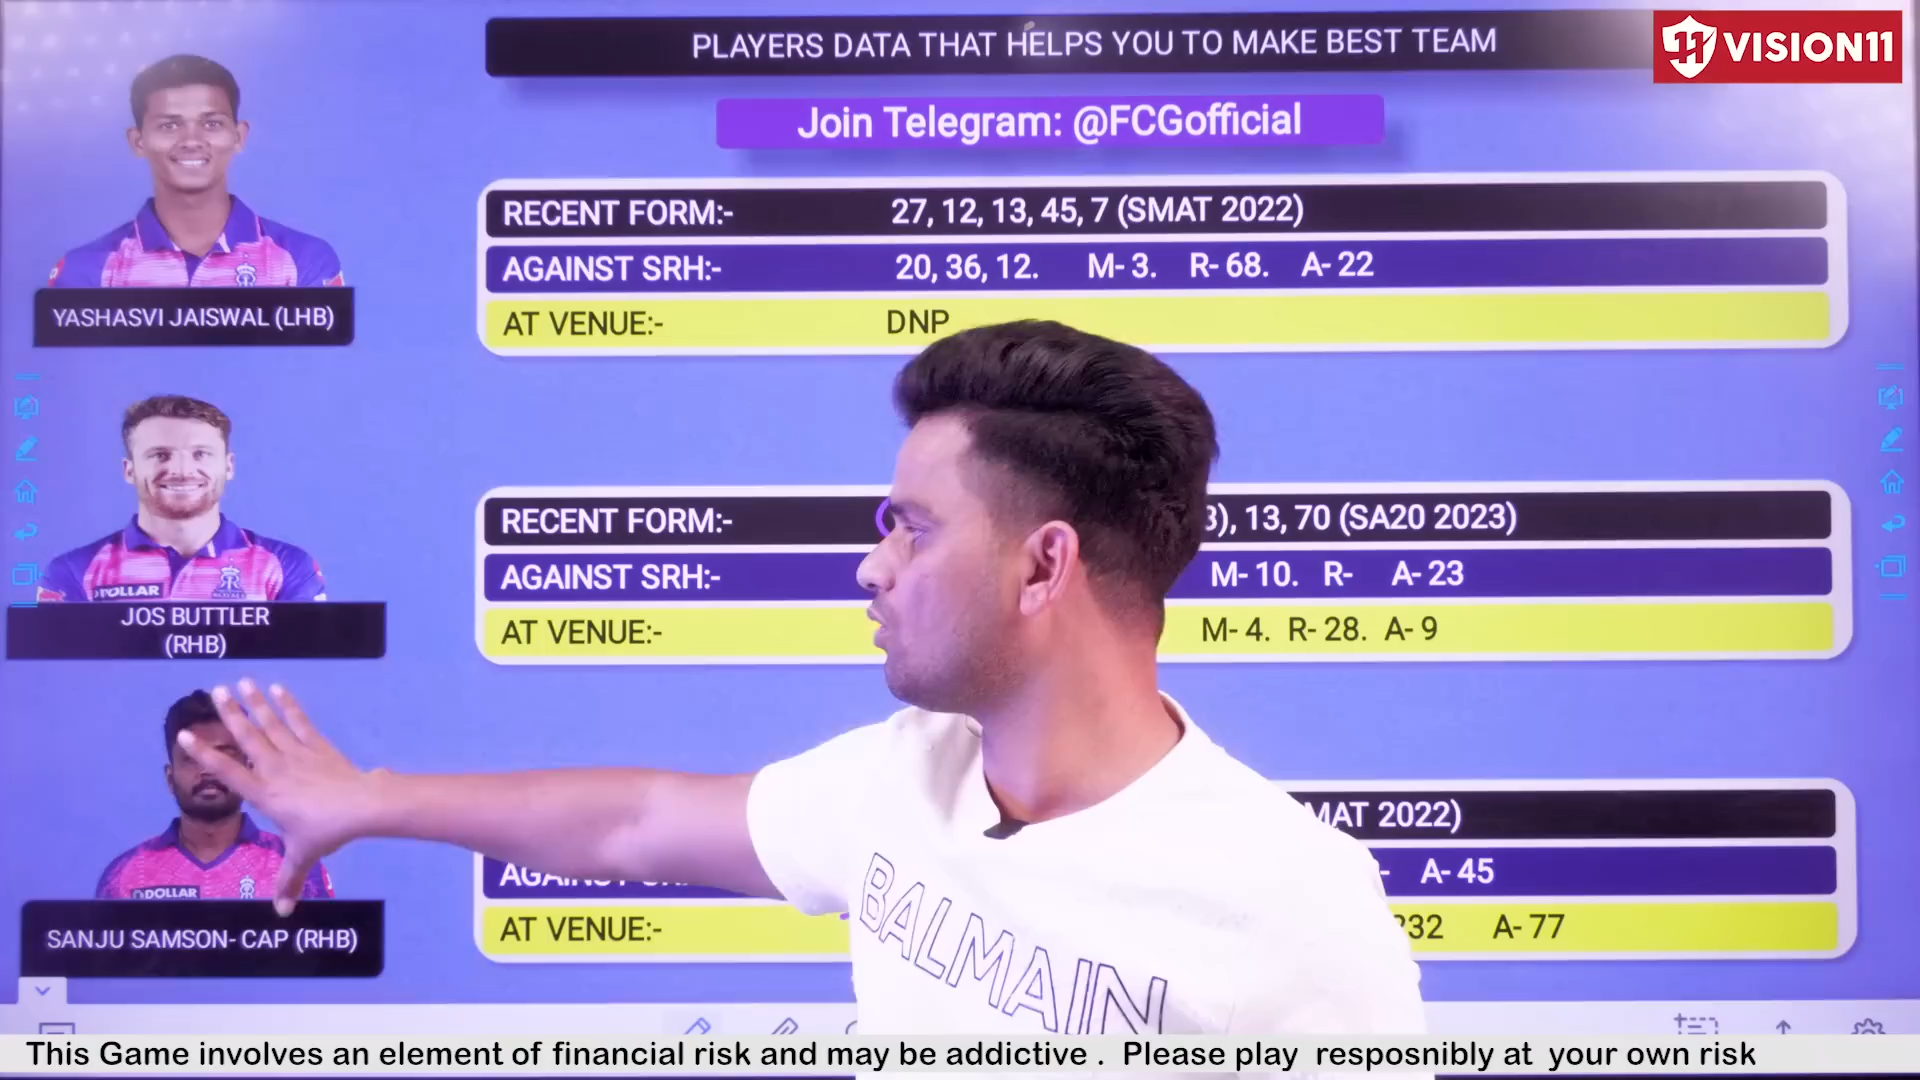 PLAYERS DATA THAT HELPS YOU TO MAKE BEST TEAM
VISION11
Join Telegram: @FCGofficial
RECENT FORM:- 27, 12, 13, 45, 7 (SMAT 2022)
AGAINST SRH:- 20, 36, 12. M- 3. R- 68. A- 22
AT VENUE:- DNP
YASHASVI JAISWAL (LHB)
RECENT FORM:- 3), 13, 70 (SA20 2023)
AGAINST SRH:- M- 10. R- A- 23
AT VENUE:- M- 4. R- 28. A- 9
DOLLAR
JOS BUTTLER
(RHB)
2022)
A- 45
AT VENUE:- 232 A- 77
DOLLAR
SANJU SAMSON- CAP (RHB)
BALMAIN
This Game involves an element of financial risk and may be addictive . Please play resposnibly at your own risk